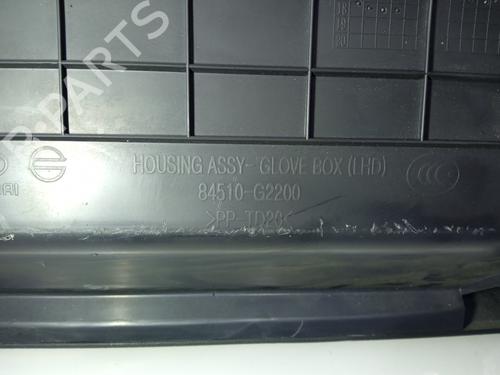 HOUSING ASSY- GLOVE BOX (LHD)
84510-G2200
>PP-TD20<